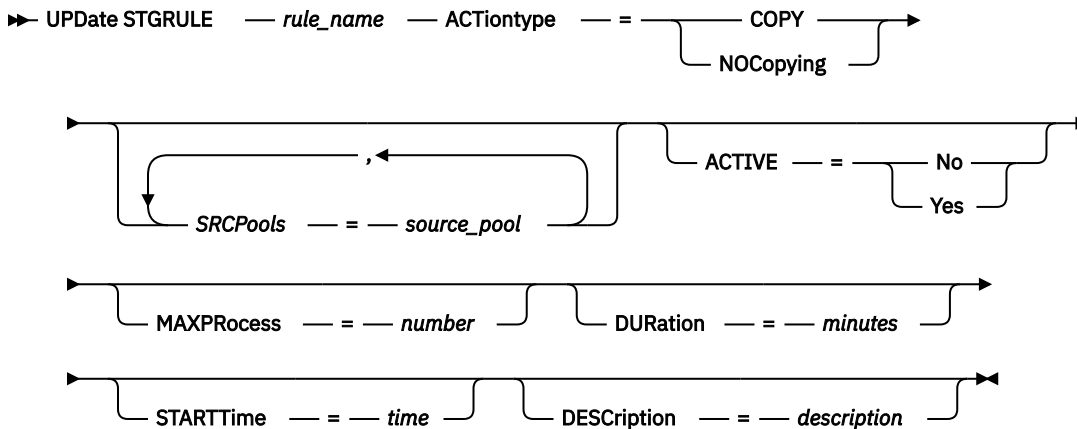 UPDate STGRULE rule_name ACTiontype = COPY
NOCopying
,
SRCPools = source_pool
ACTIVE = No
Yes
MAXPRocess = number DURation = minutes
STARTTime = time DESCription = description